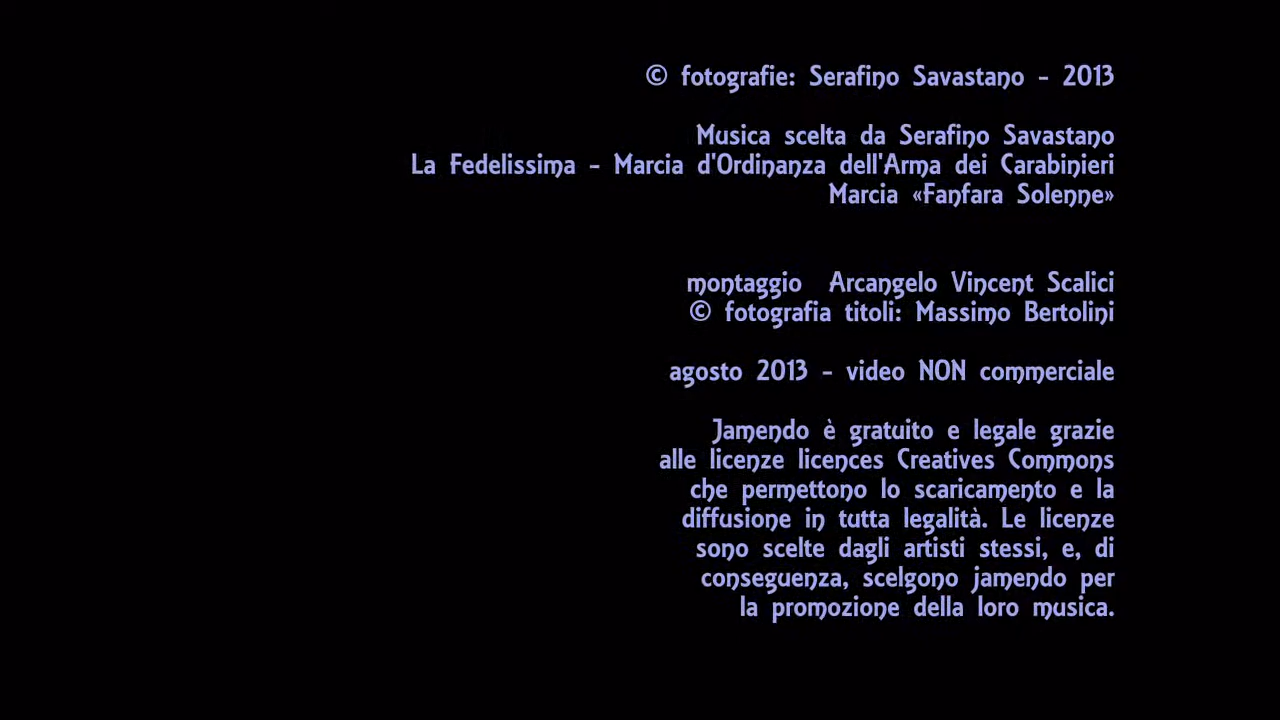 © fotografie: Serafino Savastano - 2013
Musica scelta da Serafino Savastano
La Fedelissima - Marcia d'Ordinanza dell'Arma dei Carabinieri
Marcia «Fanfara Solenne»
montaggio Arcangelo Vincent Scalici
© fotografia titoli: Massimo Bertolini
agosto 2013 - video NON commerciale
Jamendo è gratuito e legale grazie
alle licenze licences Creatives Commons
che permettono lo scaricamento e la
diffusione in tutta legalità. Le licenze
sono scelte dagli artisti stessi, e, di
conseguenza, scelgono jamendo per
la promozione della loro musica.